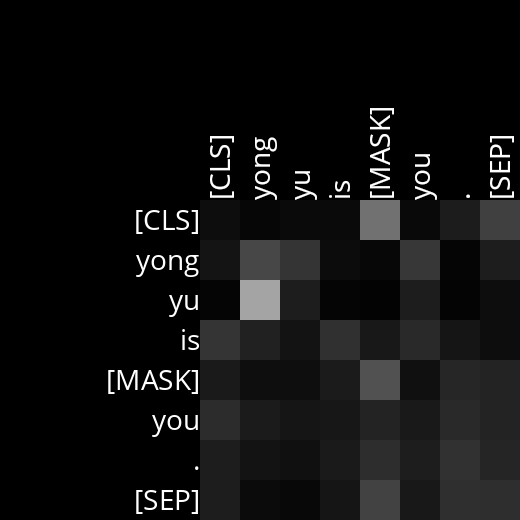 [CLS] yong yu is [MASK] you . [SEP]
[CLS]
yong
yu
is
[MASK]
you
.
[SEP]